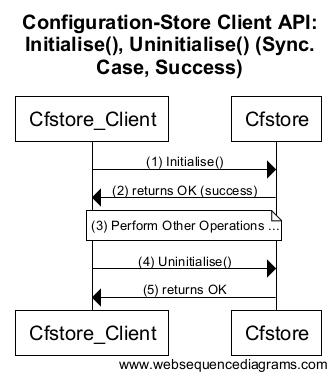 Configuration-Store Client API:
Initialise(), Uninitialise() (Sync.
Case, Success)
Cfstore_Client Cfstore
(1) Initialise()
(2) returns OK (success)
(3) Perform Other Operations ...
(4) Uninitialise()
(5) returns OK
Cfstore_Client Cfstore
www.websequencediagrams.com